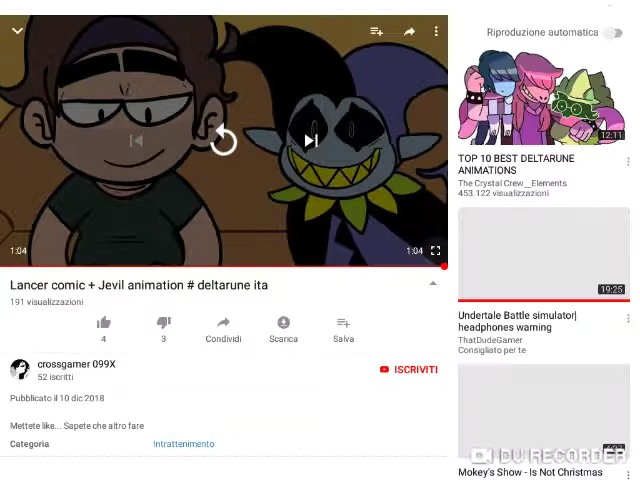 Riproduzione automatica
12:11
TOP 10 BEST DELTARUNE
ANIMATIONS
The Crystal Crew__Elements
453.122 visualizzazioni
1:04
1:04
Lancer comic + Jevil animation # deltarune ita
191 visualizzazioni
4
3
Condividi
Scarica
Salva
crossgamer 099X
52 iscritti
ISCRIVITI
Pubblicato il 10 dic 2018
Mettete like... Sapete che altro fare
Categoria
Intrattenimento
19:25
Undertale Battle simulator|
headphones warning
ThatDudeGamer
Consigliato per te
DU RECORDER
Mokey's Show - Is Not Christmas